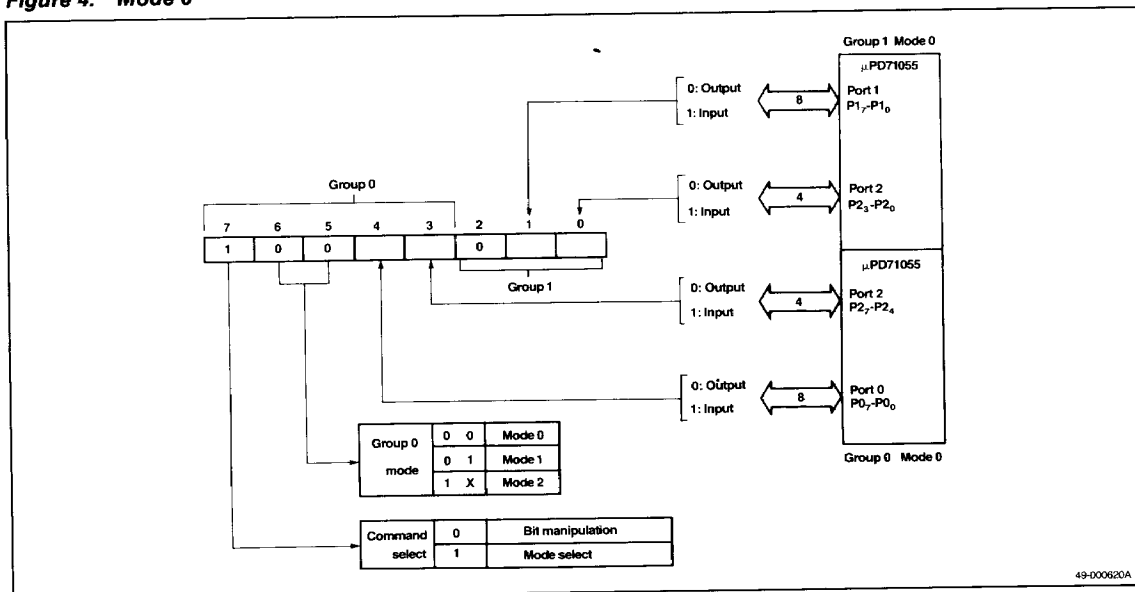 Figure 4. Mode 0
Group 1 Mode 0
μPD71055
0: Output
1: Input
8
Port 1
P1₇-P1₀
0: Output
1: Input
4
Port 2
P2₃-P2₀
Group 0
7 6 5 4 3 2 1 0
1 0 0 0
Group 1
μPD71055
0: Output
1: Input
4
Port 2
P2₇-P2₄
0: Output
1: Input
8
Port 0
P0₇-P0₀
Group 0 Mode 0
Group 0
mode
0 0 Mode 0
0 1 Mode 1
1 X Mode 2
Command
select
0 Bit manipulation
1 Mode select
49-000620A